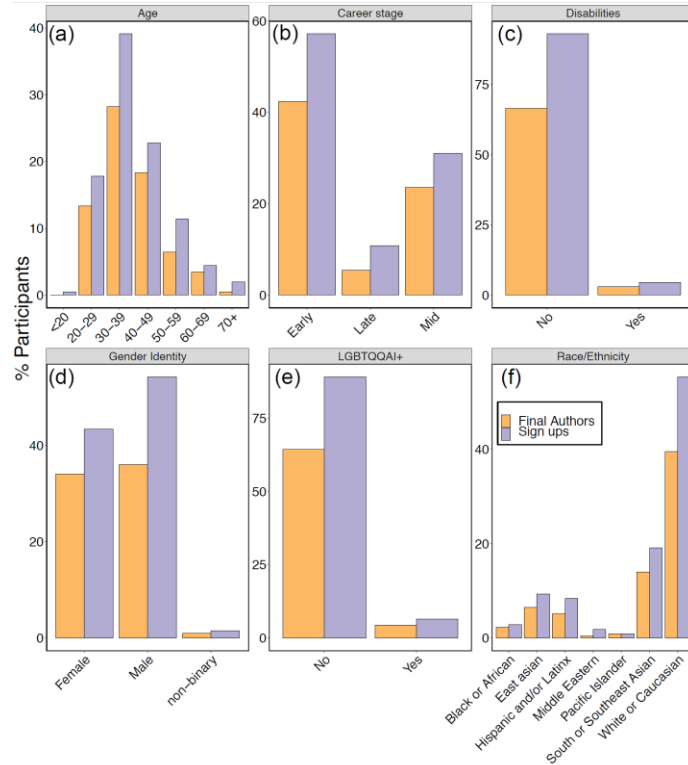 Age
Career stage
Disabilities
(a)
(b)
(c)
40
30
20
10
0
60
40
20
0
75
50
25
0
<20
20–29
30–39
40–49
50–59
60–69
70+
Early
Late
Mid
No
Yes
% Participants
Gender Identity
LGBTQQAI+
Race/Ethnicity
(d)
(e)
(f)
Final Authors
Sign ups
40
20
0
75
50
25
0
40
20
0
Female
Male
non–binary
No
Yes
Black or African
East asian
Hispanic and/or Latinx
Middle Eastern
Pacific Islander
South or Southeast Asian
White or Caucasian